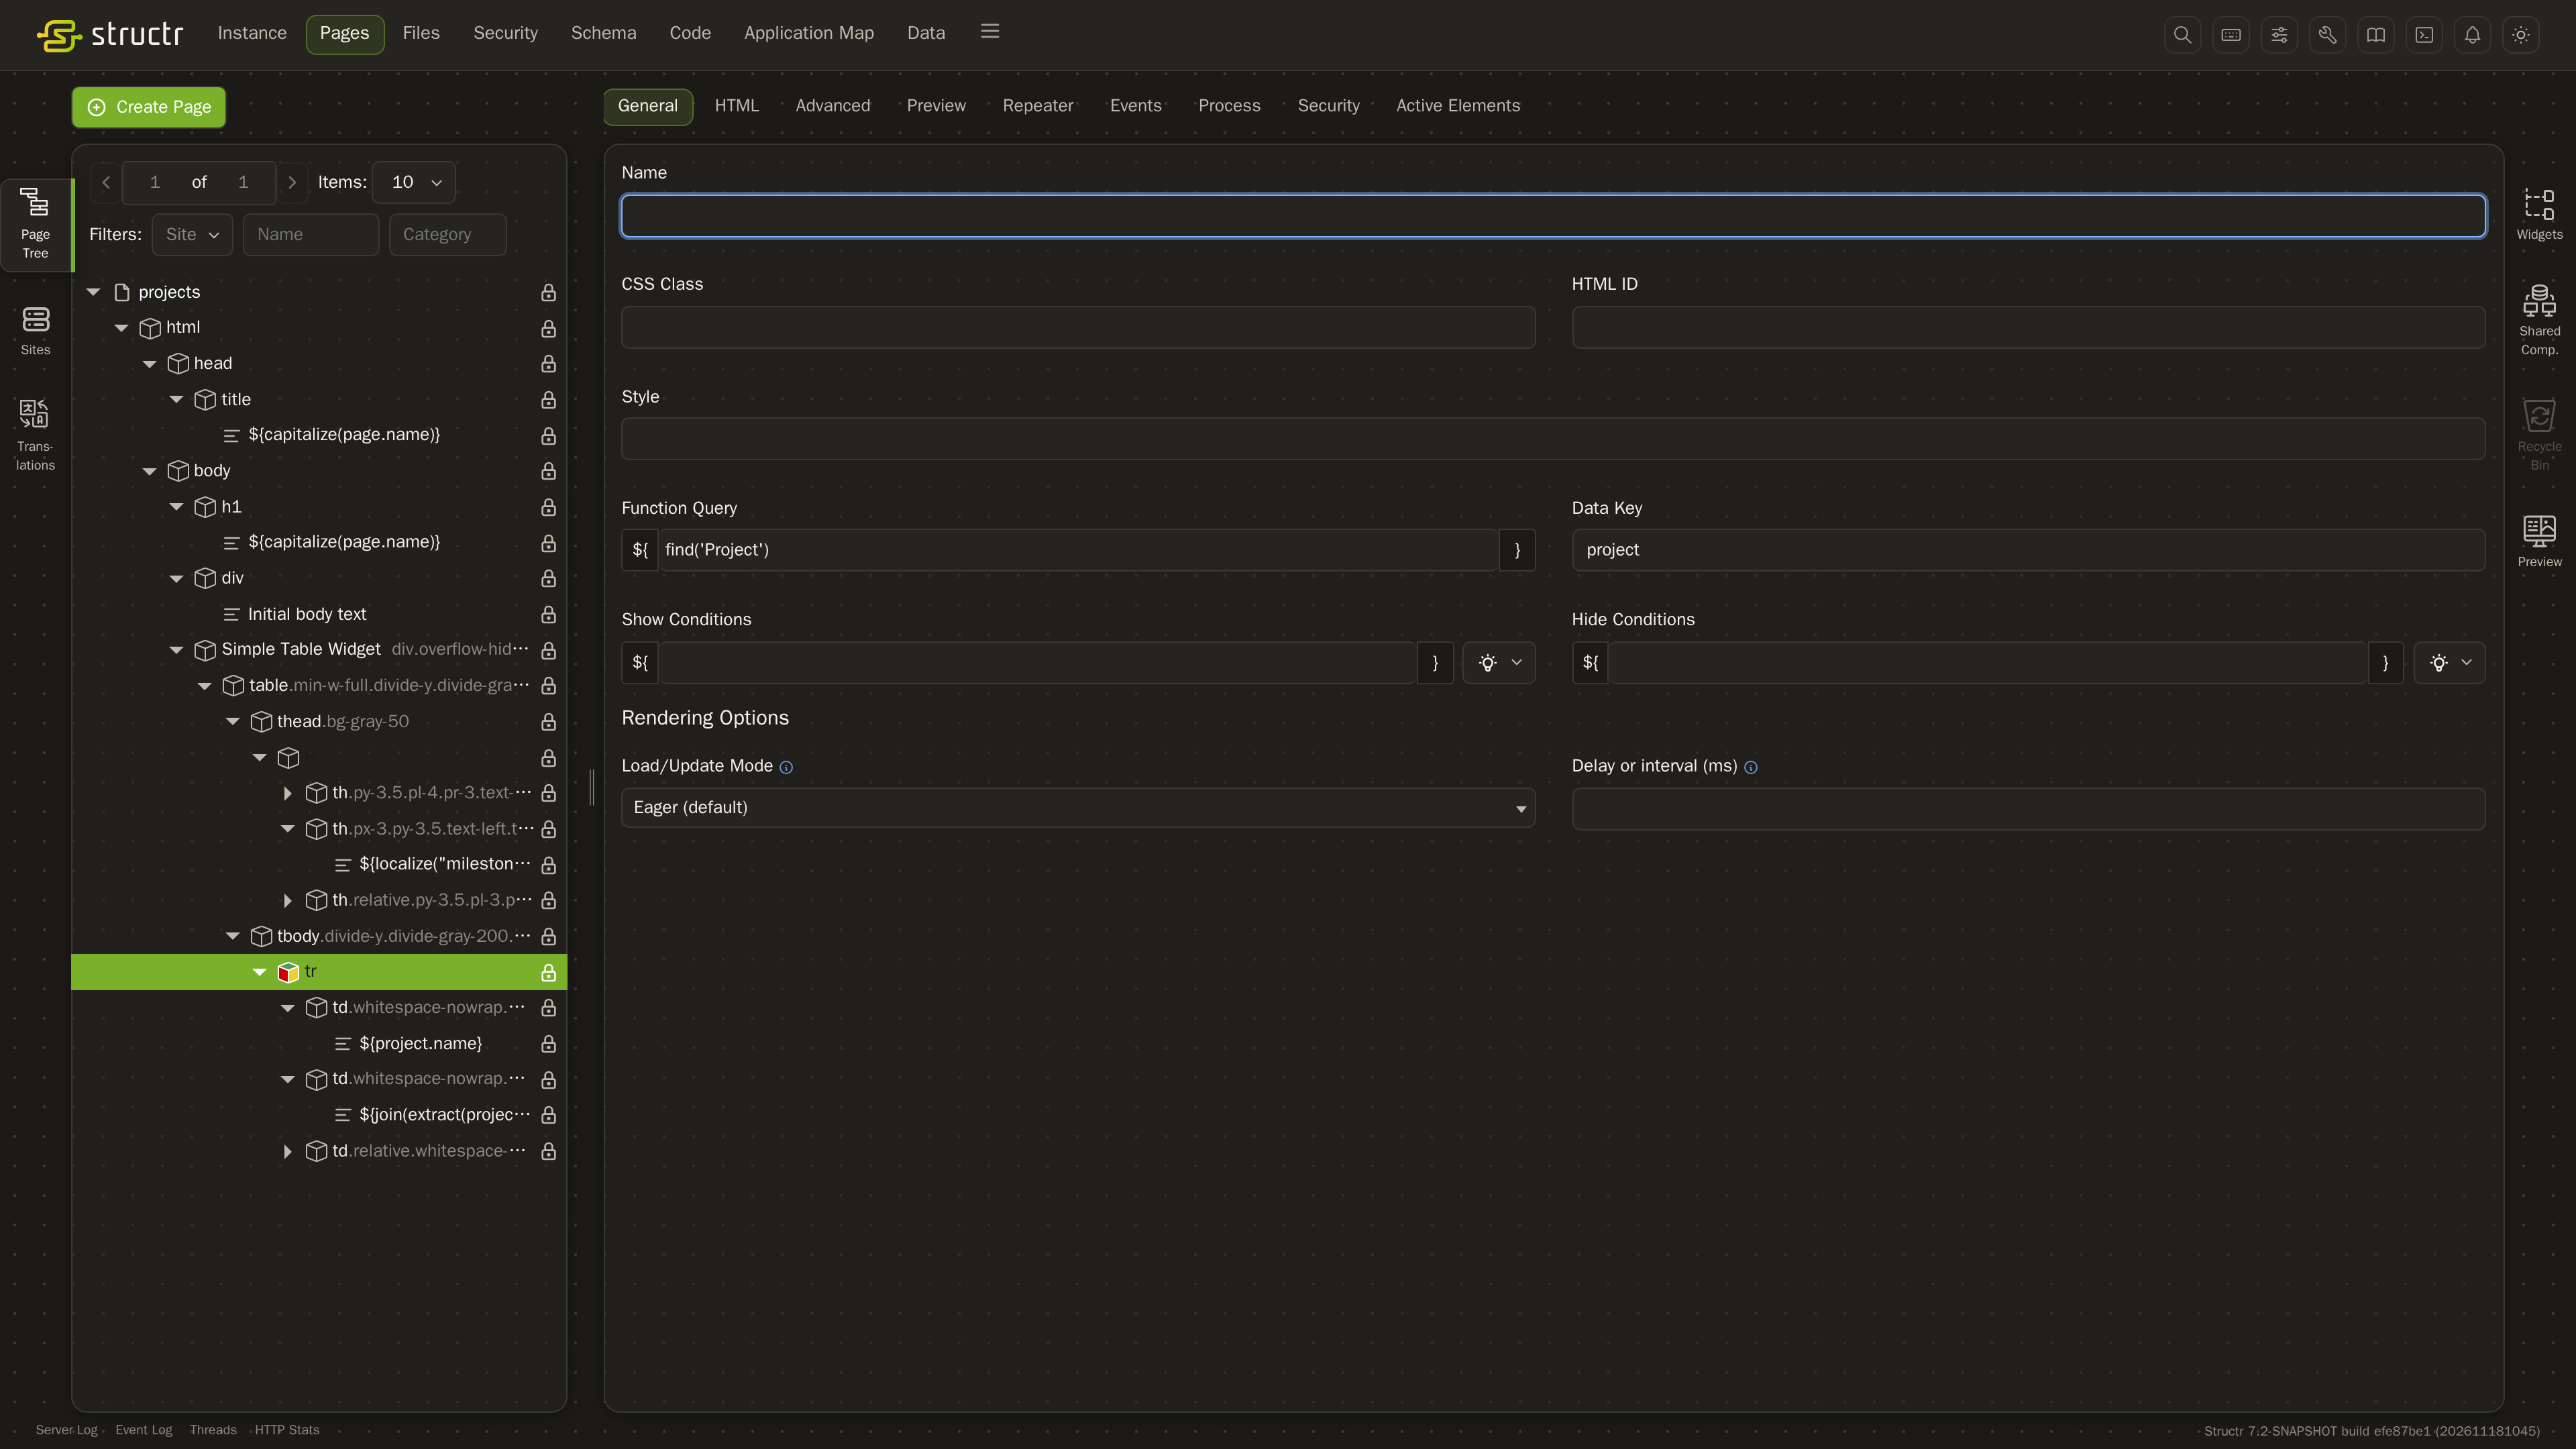 structr
Instance
Pages
Files
Security
Schema
Code
Application Map
Data
Create Page
General
HTML
Advanced
Preview
Repeater
Events
Process
Security
Active Elements
Page
Tree
Sites
Trans-
lations
1 of 1
Items:
10
Filters:
Site
Name
Category
projects
html
head
title
${capitalize(page.name)}
body
h1
${capitalize(page.name)}
div
Initial body text
Simple Table Widget div.overflow-hid···
table.min-w-full.divide-y.divide-gra···
thead.bg-gray-50
th.py-3.5.pl-4.pr-3.text-···
th.px-3.py-3.5.text-left.t···
${localize("mileston···
th.relative.py-3.5.pl-3.p···
tbody.divide-y.divide-gray-200.···
tr
td.whitespace-nowrap.···
${project.name}
td.whitespace-nowrap.···
${join(extract(projec···
td.relative.whitespace-···
Name
CSS Class
HTML ID
Style
Function Query
Data Key
${ find('Project') }
project
Show Conditions
Hide Conditions
${ }
${ }
Rendering Options
Load/Update Mode
Delay or interval (ms)
Eager (default)
Widgets
Shared
Comp.
Recycle
Bin
Preview
Server Log
Event Log
Threads
HTTP Stats
Structr 7.2-SNAPSHOT build efe87be1 (202611181045)